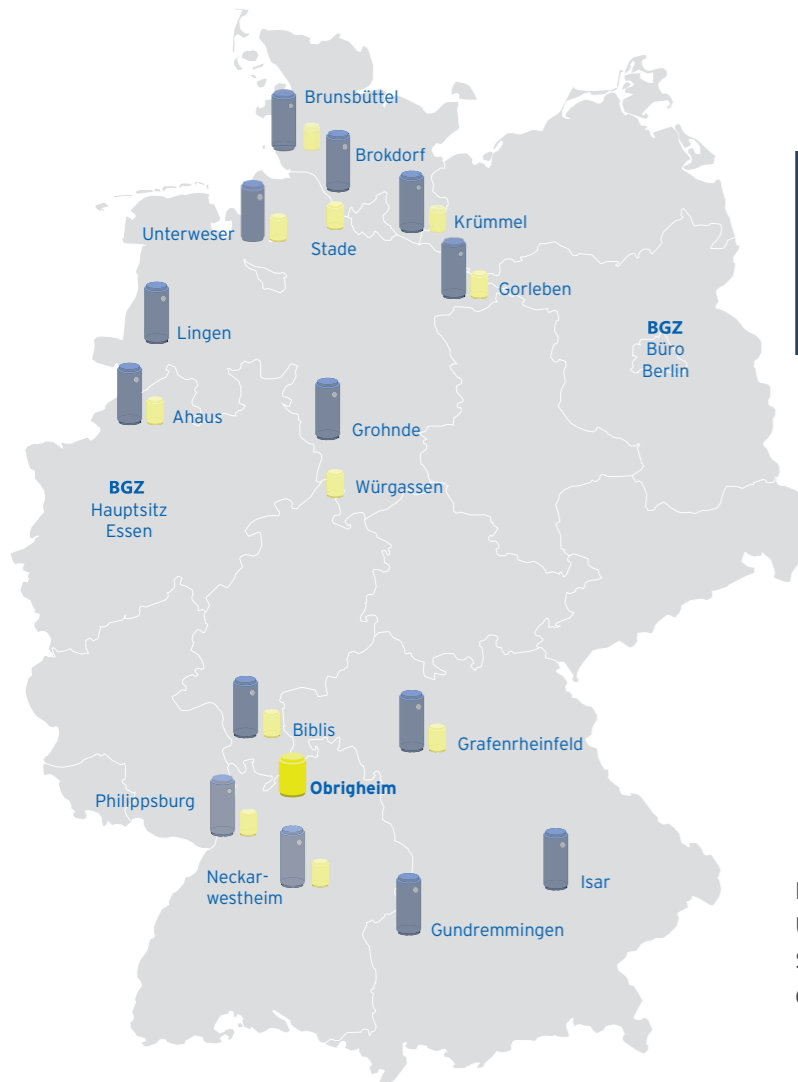 Brunsbüttel
Brokdorf
Krümmel
Unterweser
Stade
Gorleben
Lingen
BGZ
Büro
Berlin
Ahaus
Grohnde
Würgassen
BGZ
Hauptsitz
Essen
Biblis
Grafenrheinfeld
Obrigheim
Philippsburg
Neckar-
westheim
Isar
Gundremmingen